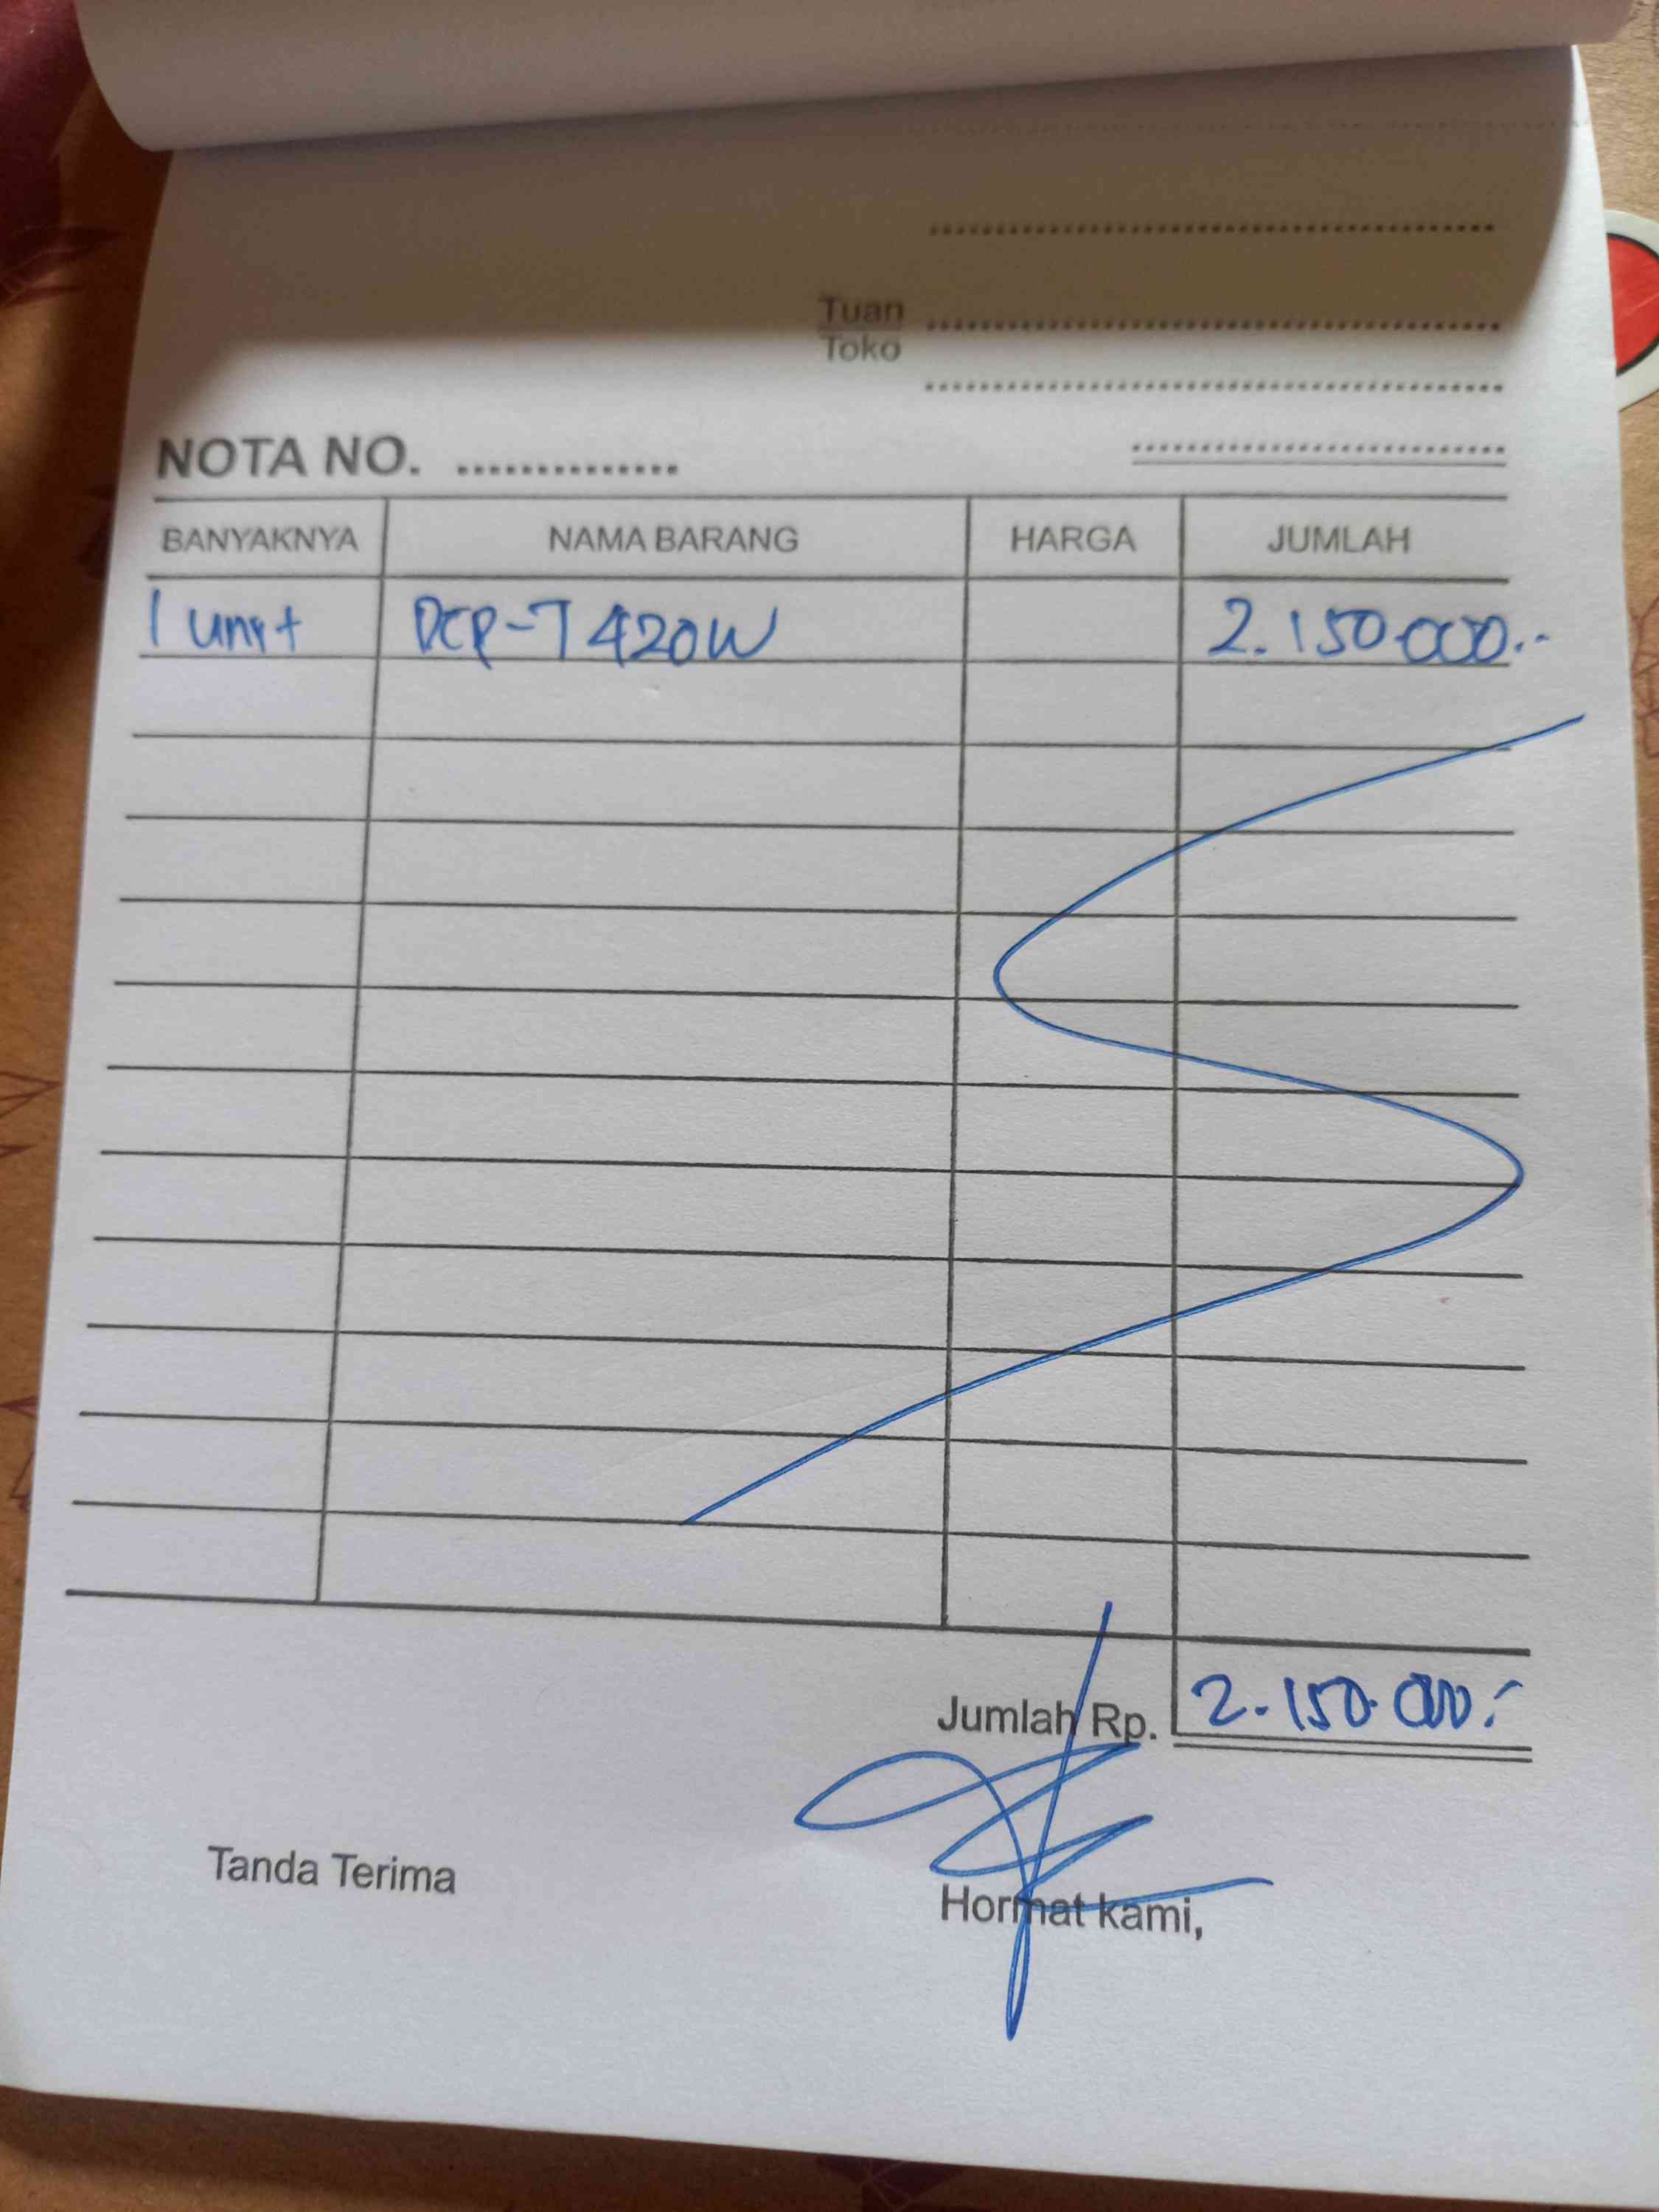 Tuan
Toko
NOTA NO. ..............
BANYAKNYA NAMA BARANG HARGA JUMLAH
1 unit DCP-T420W 2.150.000.-
Jumlah Rp. 2.150.000.-
Tanda Terima Hormat kami,